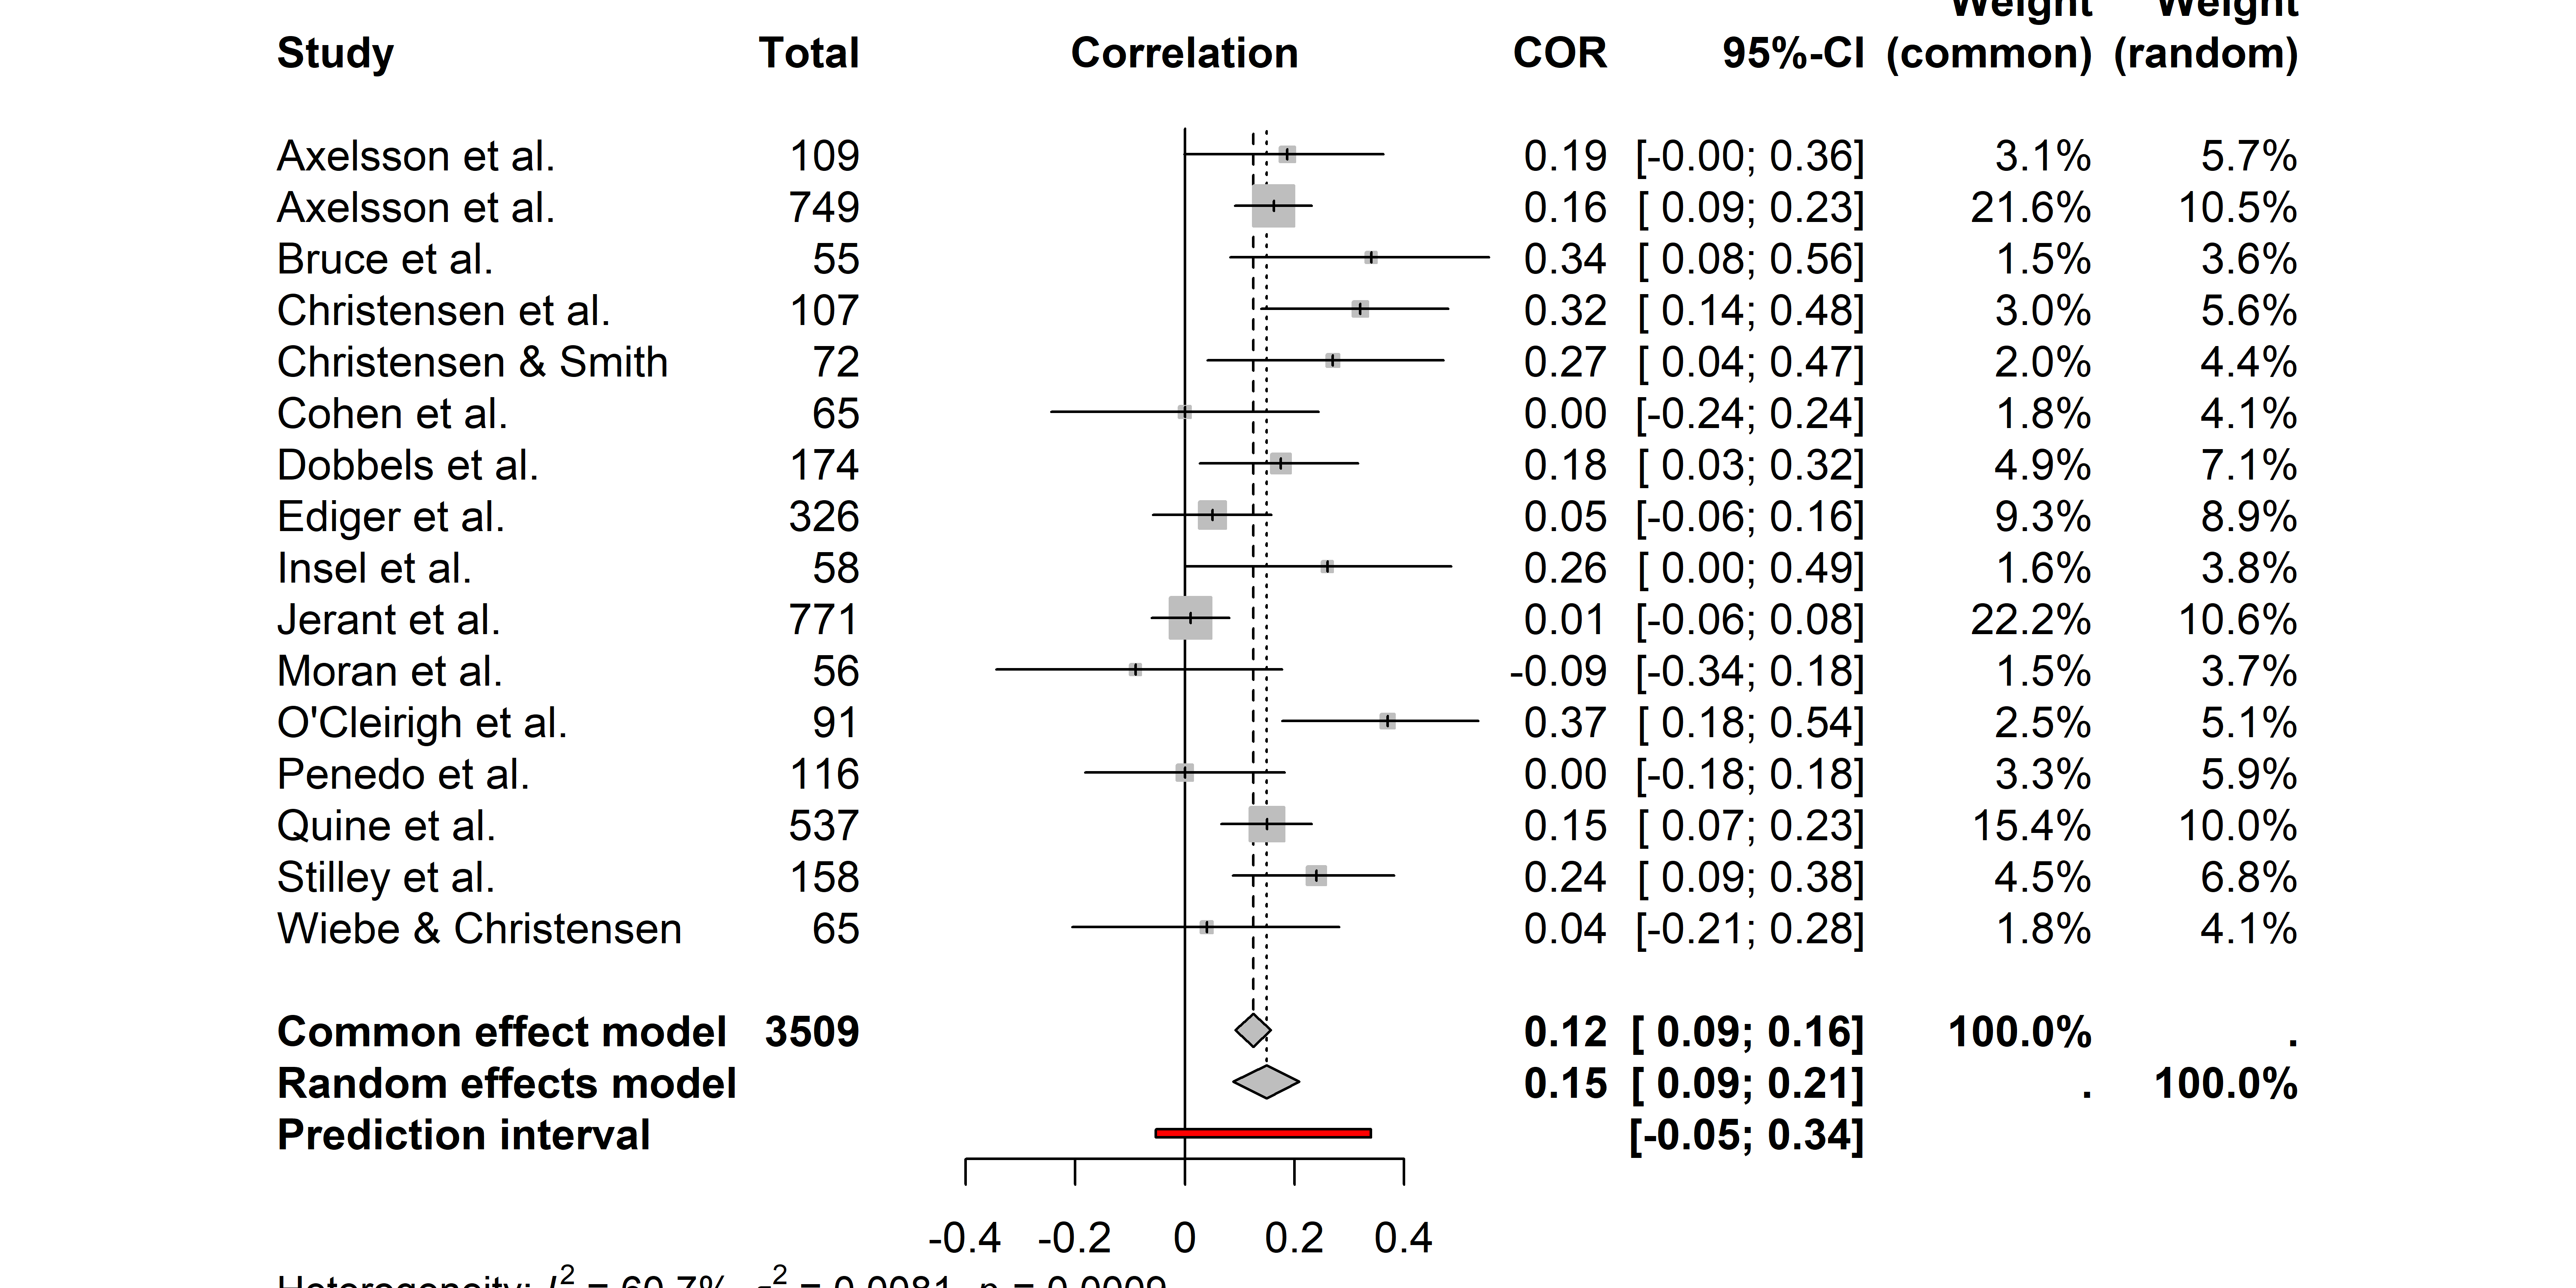 Weight Weight
Study Total Correlation COR 95%-CI (common) (random)
Axelsson et al. 109 0.19 [-0.00; 0.36] 3.1% 5.7%
Axelsson et al. 749 0.16 [ 0.09; 0.23] 21.6% 10.5%
Bruce et al. 55 0.34 [ 0.08; 0.56] 1.5% 3.6%
Christensen et al. 107 0.32 [ 0.14; 0.48] 3.0% 5.6%
Christensen & Smith 72 0.27 [ 0.04; 0.47] 2.0% 4.4%
Cohen et al. 65 0.00 [-0.24; 0.24] 1.8% 4.1%
Dobbels et al. 174 0.18 [ 0.03; 0.32] 4.9% 7.1%
Ediger et al. 326 0.05 [-0.06; 0.16] 9.3% 8.9%
Insel et al. 58 0.26 [ 0.00; 0.49] 1.6% 3.8%
Jerant et al. 771 0.01 [-0.06; 0.08] 22.2% 10.6%
Moran et al. 56 -0.09 [-0.34; 0.18] 1.5% 3.7%
O'Cleirigh et al. 91 0.37 [ 0.18; 0.54] 2.5% 5.1%
Penedo et al. 116 0.00 [-0.18; 0.18] 3.3% 5.9%
Quine et al. 537 0.15 [ 0.07; 0.23] 15.4% 10.0%
Stilley et al. 158 0.24 [ 0.09; 0.38] 4.5% 6.8%
Wiebe & Christensen 65 0.04 [-0.21; 0.28] 1.8% 4.1%
Common effect model 3509 0.12 [ 0.09; 0.16] 100.0% .
Random effects model 0.15 [ 0.09; 0.21] . 100.0%
Prediction interval [-0.05; 0.34]
-0.4 -0.2 0 0.2 0.4
Heterogeneity: I² = 60.7%, τ² = 0.0081, p = 0.0009